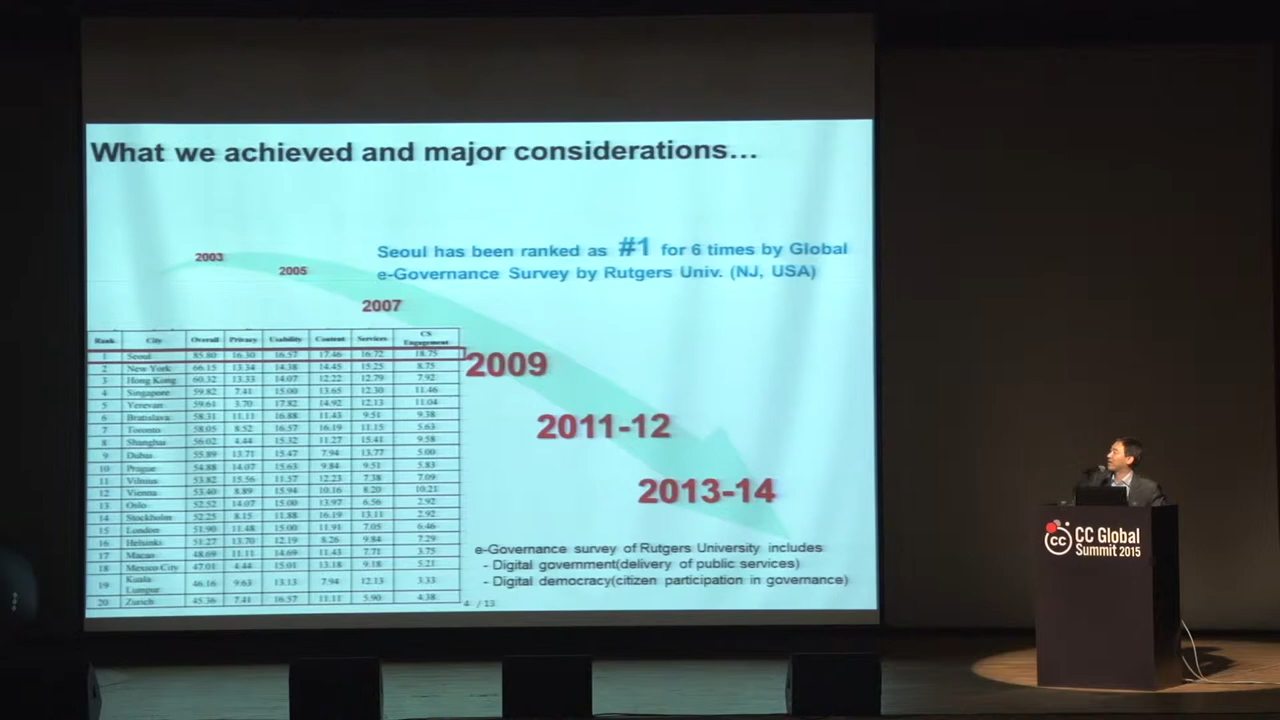 What we achieved and major considerations…
Seoul has been ranked as #1 for 6 times by Global
e-Governance Survey by Rutgers Univ. (NJ, USA)
2003
2005
2007
2009
2011-12
2013-14
Rank City Overall Privacy Usability Content Services CS Engagement
1 Seoul 85.80 16.30 16.57 17.46 16.72 18.75
2 New York 66.15 13.34 14.38 14.45 15.25 8.75
3 Hong Kong 60.32 13.33 14.07 12.22 12.79 7.92
4 Singapore 59.82 7.41 15.00 13.65 12.30 11.46
5 Yerevan 59.61 3.70 17.82 14.92 12.13 11.04
6 Bratislava 58.31 11.11 16.88 11.43 9.51 9.38
7 Toronto 58.05 8.52 16.57 16.19 11.15 5.63
8 Shanghai 56.02 4.44 15.32 11.27 15.41 9.58
9 Dubai 55.89 13.71 15.47 7.94 13.77 5.00
10 Prague 54.88 14.07 15.63 9.84 9.51 5.83
11 Vilnius 53.82 15.56 11.57 12.23 7.38 7.09
12 Vienna 53.40 8.89 15.94 10.16 8.20 10.21
13 Oslo 52.52 14.07 15.00 13.97 6.56 2.92
14 Stockholm 52.25 8.15 11.88 16.19 13.11 2.92
15 London 51.90 11.48 15.00 11.91 7.05 6.46
16 Helsinki 51.27 13.70 12.19 8.26 9.84 7.29
17 Macao 48.69 11.11 14.69 11.43 7.71 3.75
18 Mexico City 47.01 4.44 15.01 13.18 9.18 5.21
19 Kuala Lumpur 46.16 9.63 13.13 7.94 12.13 3.33
20 Zurich 45.36 7.41 16.57 11.11 5.90 4.38
e-Governance survey of Rutgers University includes
- Digital government(delivery of public services)
- Digital democracy(citizen participation in governance)
4 / 13
cc
CC Global
Summit 2015